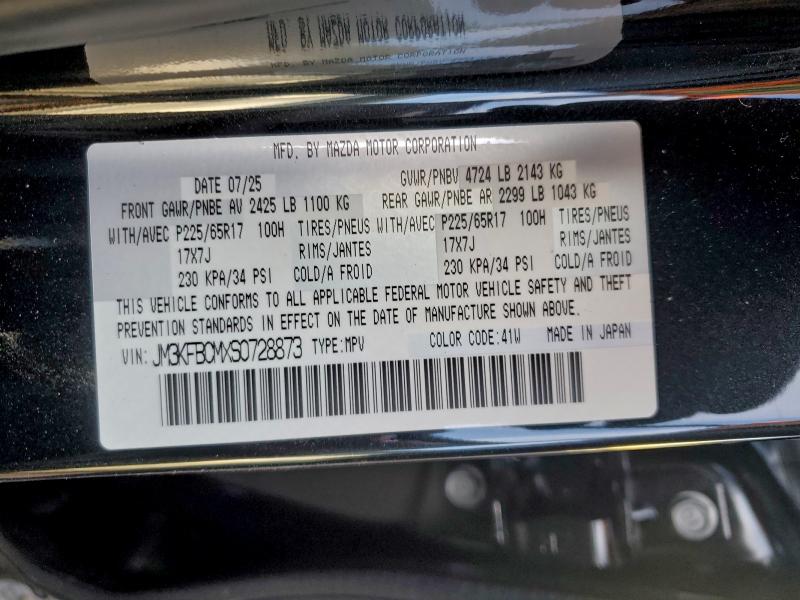 MFD. BY MAZDA MOTOR CORPORATION
DATE 07/25 GVWR/PNBV 4724 LB 2143 KG
FRONT GAWR/PNBE AV 2425 LB 1100 KG REAR GAWR/PNBE AR 2299 LB 1043 KG
WITH/AVEC P225/65R17 100H TIRES/PNEUS WITH/AVEC P225/65R17 100H TIRES/PNEUS
17X7J RIMS/JANTES 17X7J RIMS/JANTES
230 KPA/34 PSI COLD/A FROID 230 KPA/34 PSI COLD/A FROID
THIS VEHICLE CONFORMS TO ALL APPLICABLE FEDERAL MOTOR VEHICLE SAFETY AND THEFT
PREVENTION STANDARDS IN EFFECT ON THE DATE OF MANUFACTURE SHOWN ABOVE.
VIN: JM3KFBCMXS0728873 TYPE:MPV COLOR CODE:41W MADE IN JAPAN